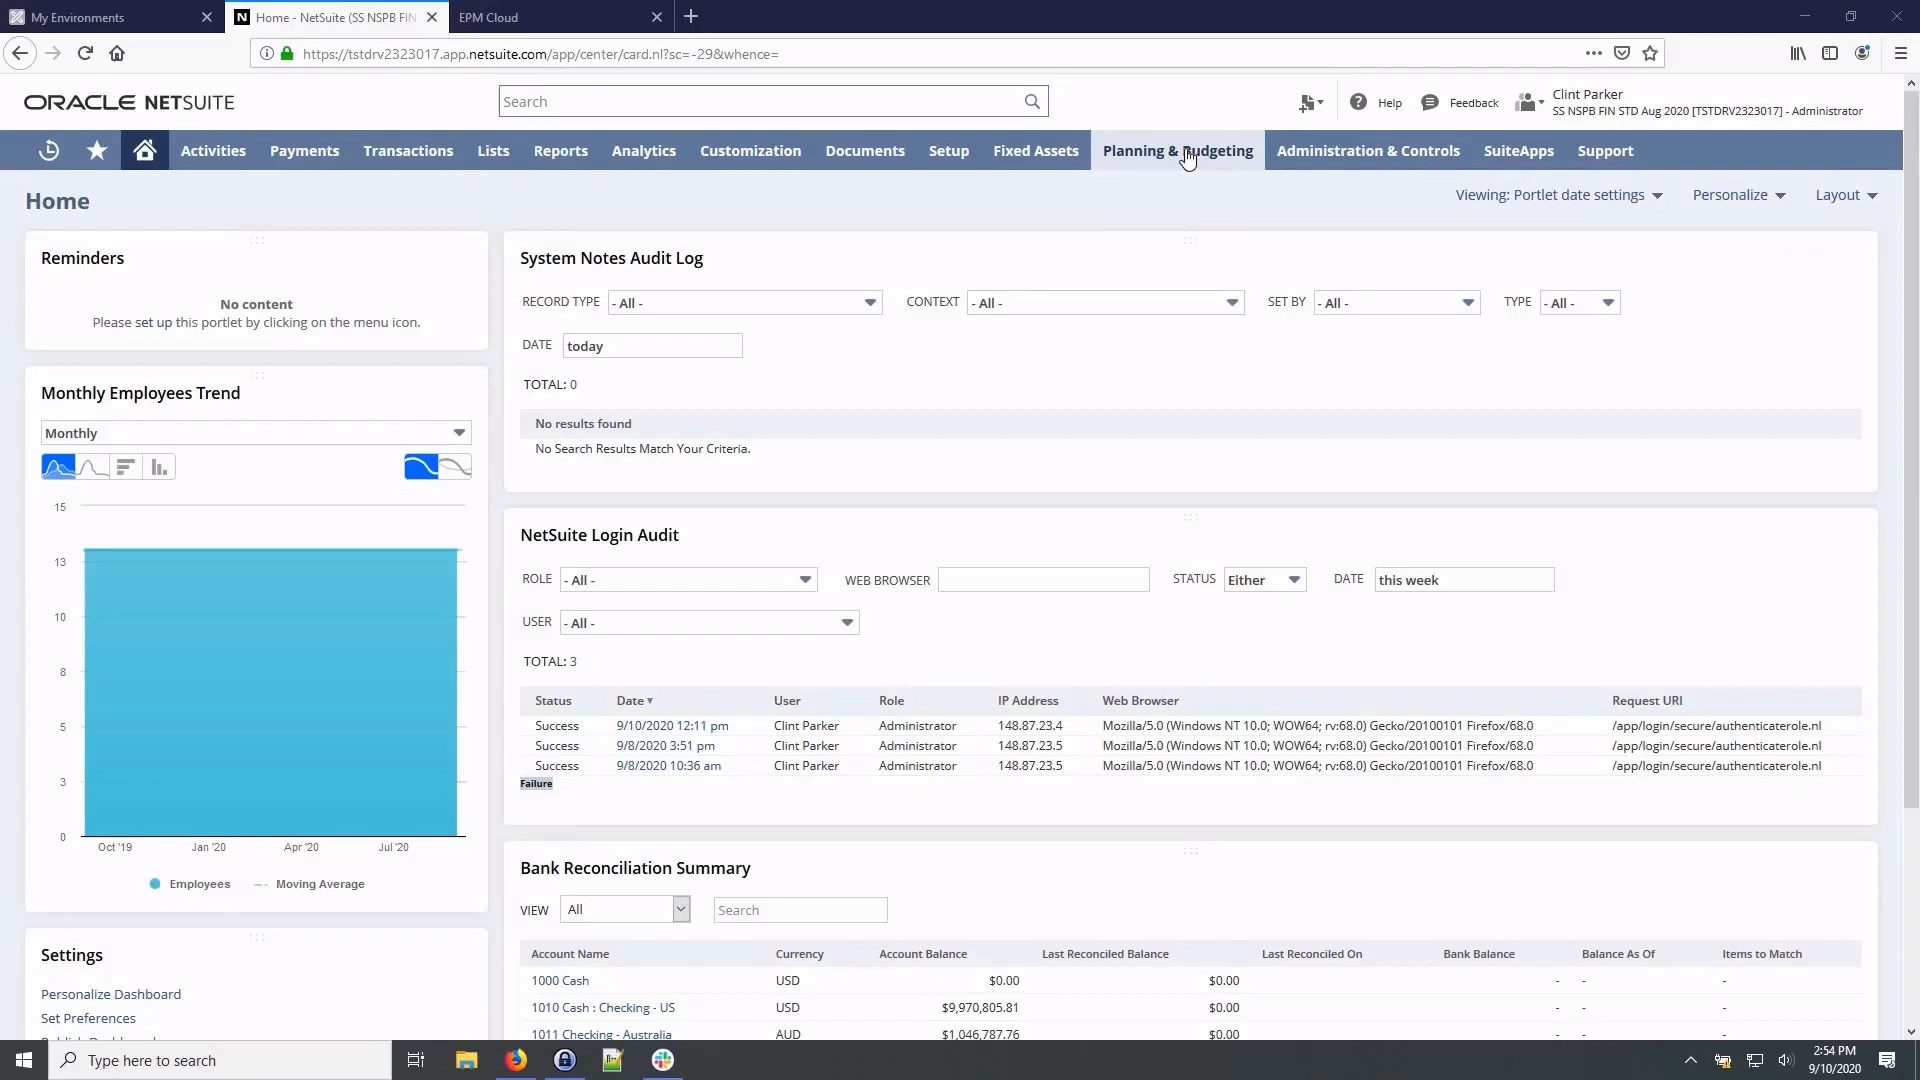 My Environments
Home - NetSuite (SS NSPB FIN
EPM Cloud
https://tstdrv2323017.app.netsuite.com/app/center/card.nl?sc=-29&whence=
ORACLE NETSUITE
Search
Help
Feedback
Clint Parker
SS NSPB FIN STD Aug 2020 [TSTDRV2323017] - Administrator
Activities
Payments
Transactions
Lists
Reports
Analytics
Customization
Documents
Setup
Fixed Assets
Planning & Budgeting
Administration & Controls
SuiteApps
Support
Home
Viewing: Portlet date settings
Personalize
Layout
Reminders
No content
Please set up this portlet by clicking on the menu icon.
Monthly Employees Trend
Monthly
15
13
10
8
5
3
0
Oct '19
Jan '20
Apr '20
Jul '20
Employees
Moving Average
Settings
Personalize Dashboard
Set Preferences
System Notes Audit Log
RECORD TYPE - All -
CONTEXT - All -
SET BY - All -
TYPE - All -
DATE today
TOTAL: 0
No results found
No Search Results Match Your Criteria.
NetSuite Login Audit
ROLE - All -
WEB BROWSER
STATUS Either
DATE this week
USER - All -
TOTAL: 3
Status Date User Role IP Address Web Browser Request URI
Success 9/10/2020 12:11 pm Clint Parker Administrator 148.87.23.4 Mozilla/5.0 (Windows NT 10.0; WOW64; rv:68.0) Gecko/20100101 Firefox/68.0 /app/login/secure/authenticaterole.nl
Success 9/8/2020 3:51 pm Clint Parker Administrator 148.87.23.5 Mozilla/5.0 (Windows NT 10.0; WOW64; rv:68.0) Gecko/20100101 Firefox/68.0 /app/login/secure/authenticaterole.nl
Success 9/8/2020 10:36 am Clint Parker Administrator 148.87.23.5 Mozilla/5.0 (Windows NT 10.0; WOW64; rv:68.0) Gecko/20100101 Firefox/68.0 /app/login/secure/authenticaterole.nl
Failure
Bank Reconciliation Summary
VIEW All
Search
Account Name Currency Account Balance Last Reconciled Balance Last Reconciled On Bank Balance Balance As Of Items to Match
1000 Cash USD $0.00 $0.00 - - -
1010 Cash : Checking - US USD $9,970,805.81 $0.00 - - -
1011 Checking - Australia AUD $1,046,787.76 $0.00 - - -
Type here to search
2:54 PM
9/10/2020